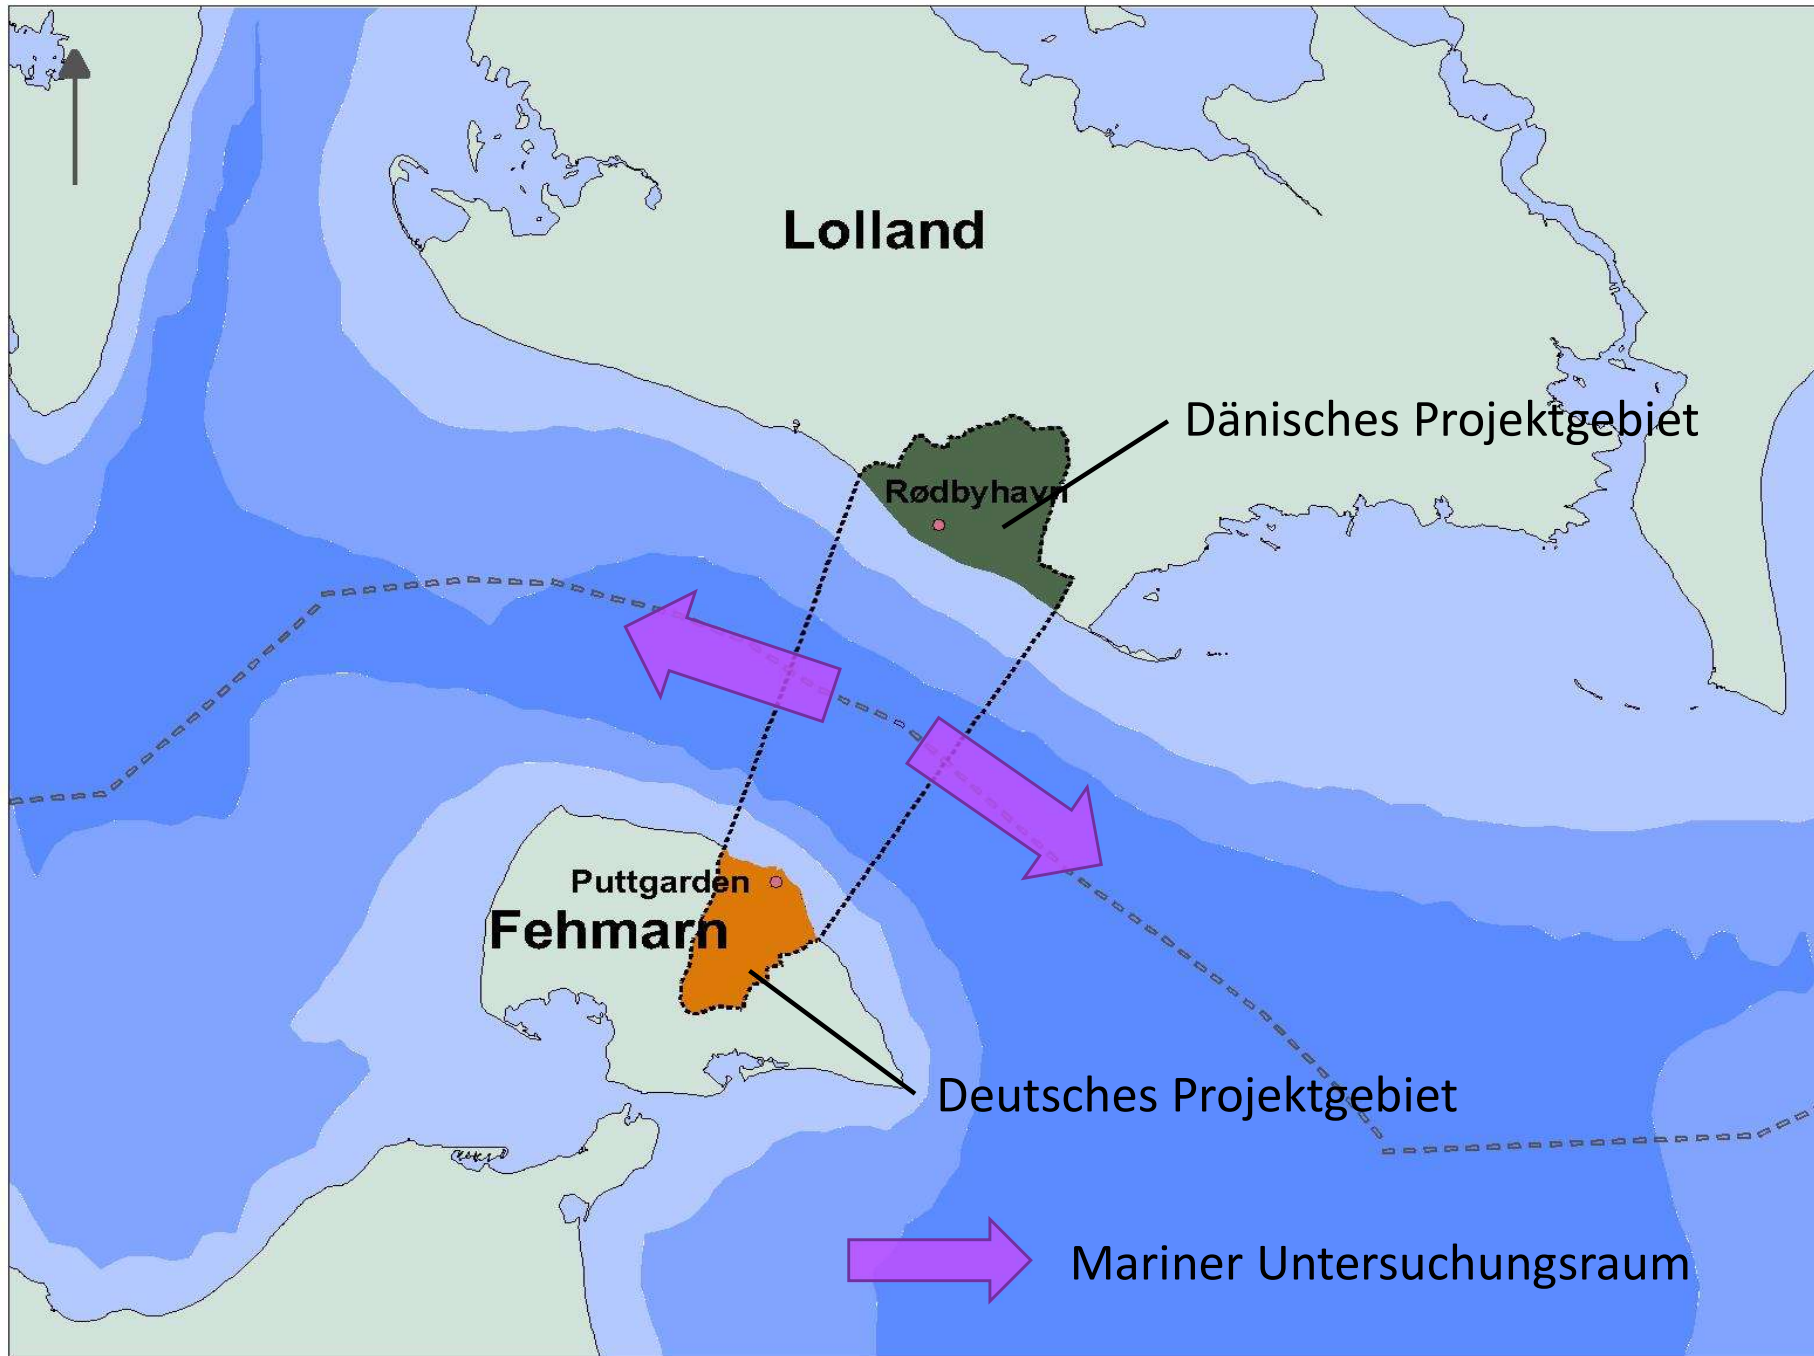 Lolland
Dänisches Projektgebiet
Rødbyhavn
Puttgarden
Fehmarn
Deutsches Projektgebiet
Mariner Untersuchungsraum